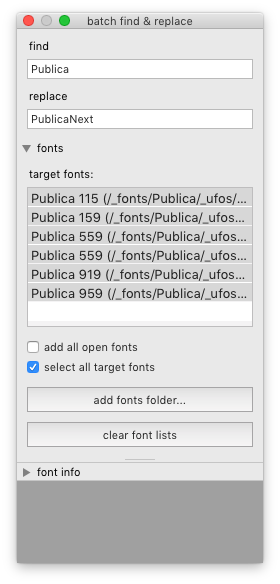 batch find & replace
find
Publica
replace
PublicaNext
fonts
target fonts:
Publica 115 (/_fonts/Publica/_ufos/...
Publica 159 (/_fonts/Publica/_ufos...
Publica 559 (/_fonts/Publica/_ufos...
Publica 559 (/_fonts/Publica/_ufos...
Publica 919 (/_fonts/Publica/_ufos...
Publica 959 (/_fonts/Publica/_ufos...
add all open fonts
select all target fonts
add fonts folder...
clear font lists
font info